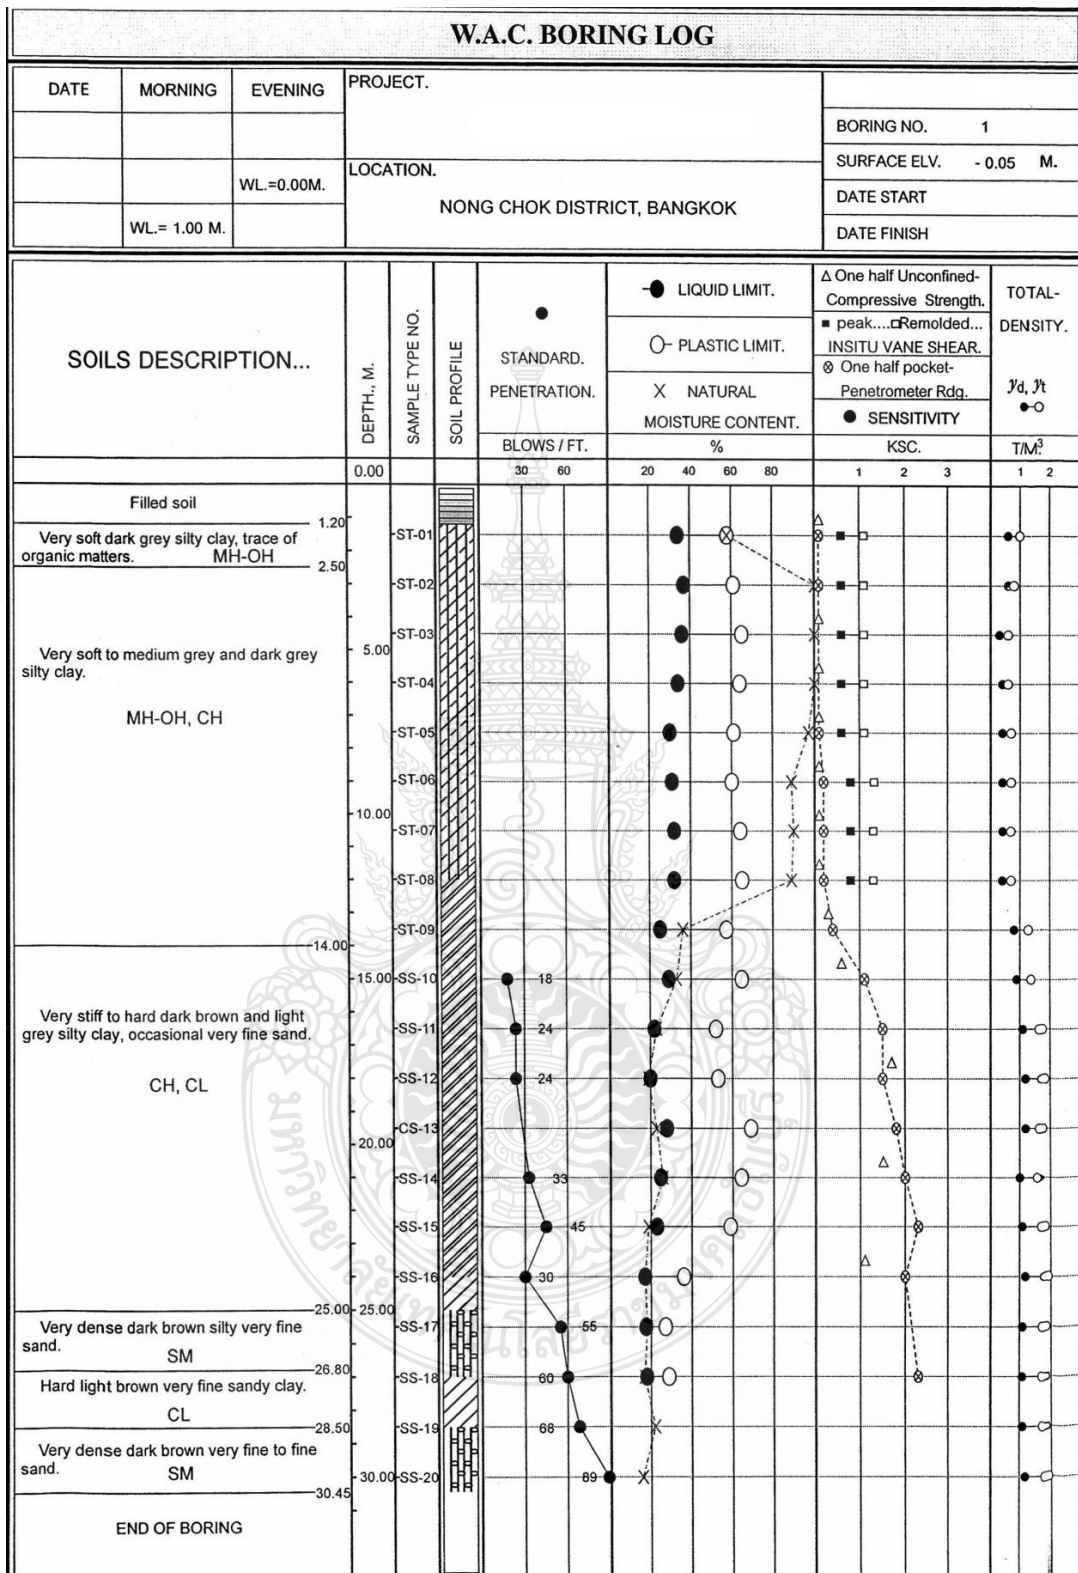 W.A.C. BORING LOG
DATE MORNING EVENING
WL.=0.00M.
WL.= 1.00 M.
PROJECT.
LOCATION.
NONG CHOK DISTRICT, BANGKOK
BORING NO. 1
SURFACE ELV. - 0.05 M.
DATE START
DATE FINISH
SOILS DESCRIPTION...
DEPTH., M.
SAMPLE TYPE NO.
SOIL PROFILE
STANDARD.
PENETRATION.
BLOWS / FT.
LIQUID LIMIT.
PLASTIC LIMIT.
X NATURAL
MOISTURE CONTENT.
%
△ One half Unconfined-
Compressive Strength.
■ peak....□Remolded...
INSITU VANE SHEAR.
⊗ One half pocket-
Penetrometer Rdg.
● SENSITIVITY
KSC.
TOTAL-
DENSITY.
γd, γt
T/M.³
0.00 30 60 20 40 60 80 1 2 3 1 2
Filled soil
1.20
Very soft dark grey silty clay, trace of
organic matters. MH-OH
2.50
Very soft to medium grey and dark grey
silty clay.
MH-OH, CH
14.00
Very stiff to hard dark brown and light
grey silty clay, occasional very fine sand.
CH, CL
25.00
Very dense dark brown silty very fine
sand.
SM
26.80
Hard light brown very fine sandy clay.
CL
28.50
Very dense dark brown very fine to fine
sand.
SM
30.45
END OF BORING
5.00
10.00
15.00
20.00
25.00
30.00
ST-01
ST-02
ST-03
ST-04
ST-05
ST-06
ST-07
ST-08
ST-09
SS-10
SS-11
SS-12
CS-13
SS-14
SS-15
SS-16
SS-17
SS-18
SS-19
SS-20
18
24
24
33
45
30
55
60
68
89